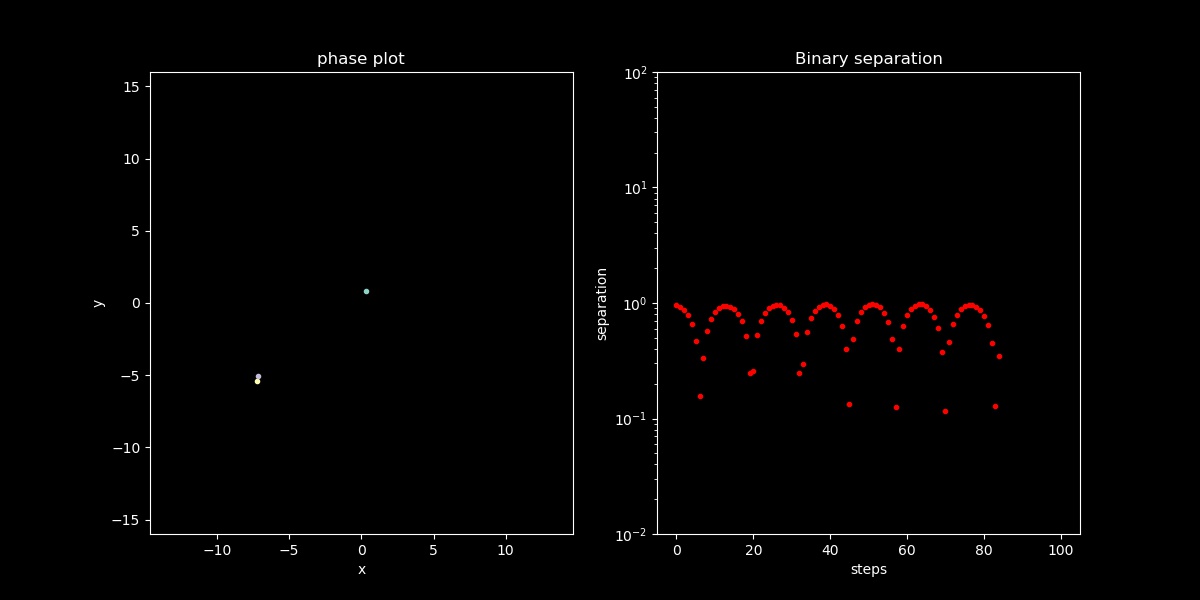 phase plot
15
10
5
0
−5
−10
−15
y
−10 −5 0 5 10
x
Binary separation
10²
10¹
10⁰
10⁻¹
10⁻²
separation
0 20 40 60 80 100
steps